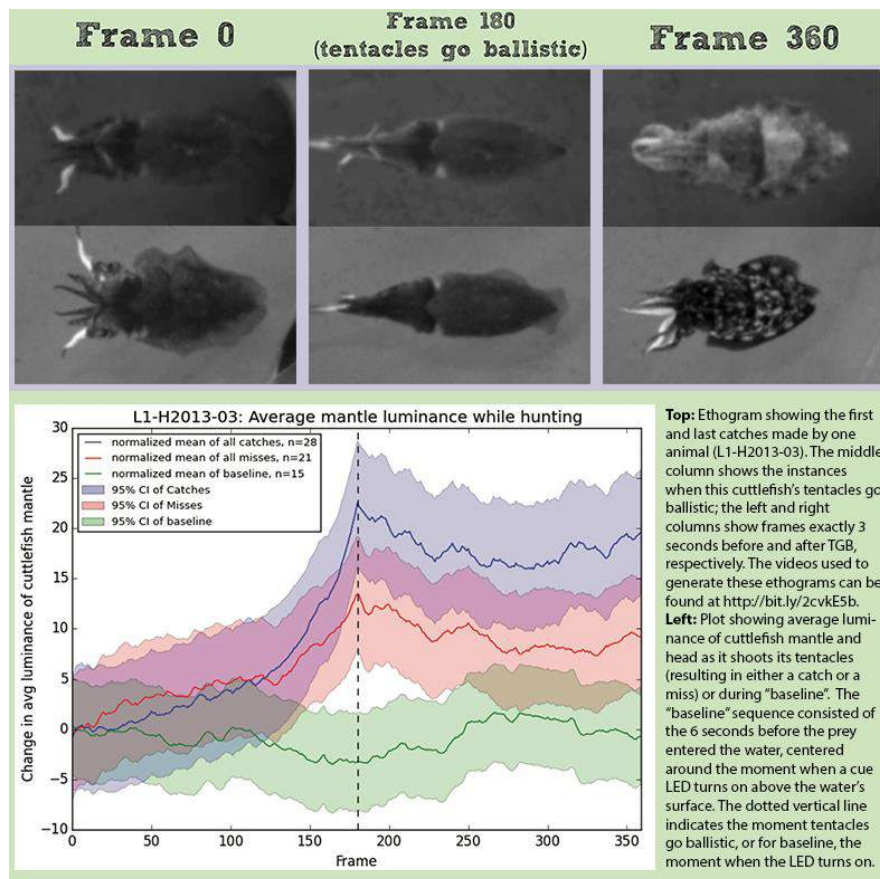 Frame 0
Frame 180
(tentacles go ballistic)
Frame 360
L1-H2013-03: Average mantle luminance while hunting
normalized mean of all catches, n=28
normalized mean of all misses, n=21
normalized mean of baseline, n=15
95% CI of Catches
95% CI of Misses
95% CI of baseline
Change in avg luminance of cuttlefish mantle
30
25
20
15
10
5
0
−5
−10
0
50
100
150
200
250
300
350
Frame
Top: Ethogram showing the first
and last catches made by one
animal (L1-H2013-03). The middle
column shows the instances
when this cuttlefish's tentacles go
ballistic; the left and right
columns show frames exactly 3
seconds before and after TGB,
respectively. The videos used to
generate these ethograms can be
found at http://bit.ly/2cvkE5b.
Left: Plot showing average lumi-
nance of cuttlefish mantle and
head as it shoots its tentacles
(resulting in either a catch or a
miss) or during "baseline". The
"baseline" sequence consisted of
the 6 seconds before the prey
entered the water, centered
around the moment when a cue
LED turns on above the water's
surface. The dotted vertical line
indicates the moment tentacles
go ballistic, or for baseline, the
moment when the LED turns on.